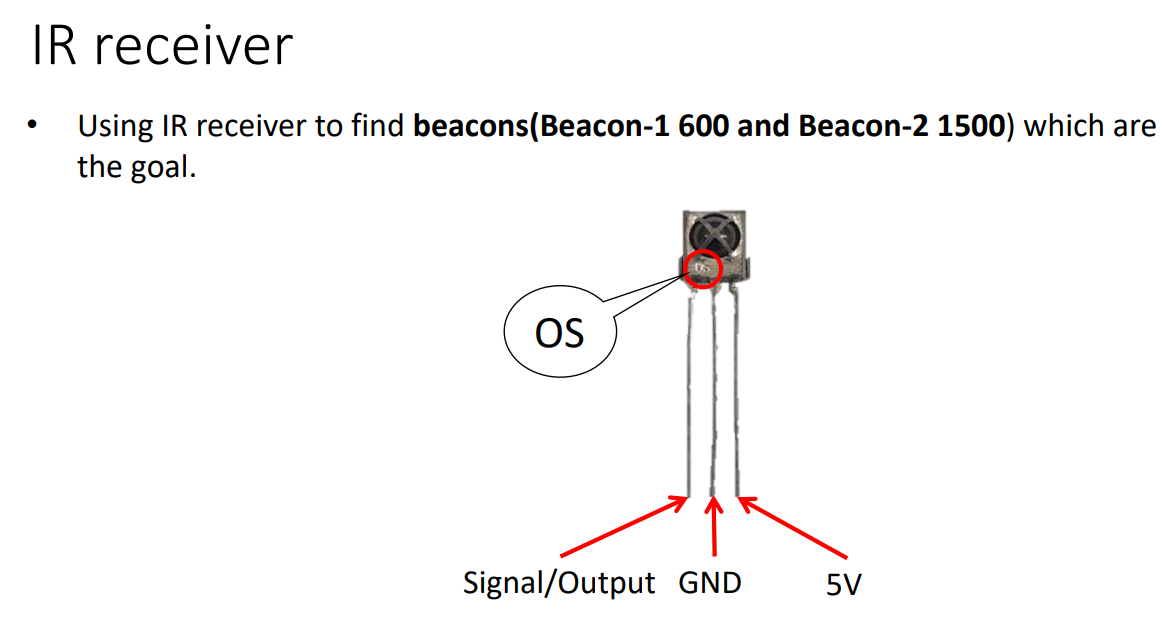 IR receiver
• Using IR receiver to find beacons(Beacon-1 600 and Beacon-2 1500) which are
the goal.
OS
Signal/Output GND 5V